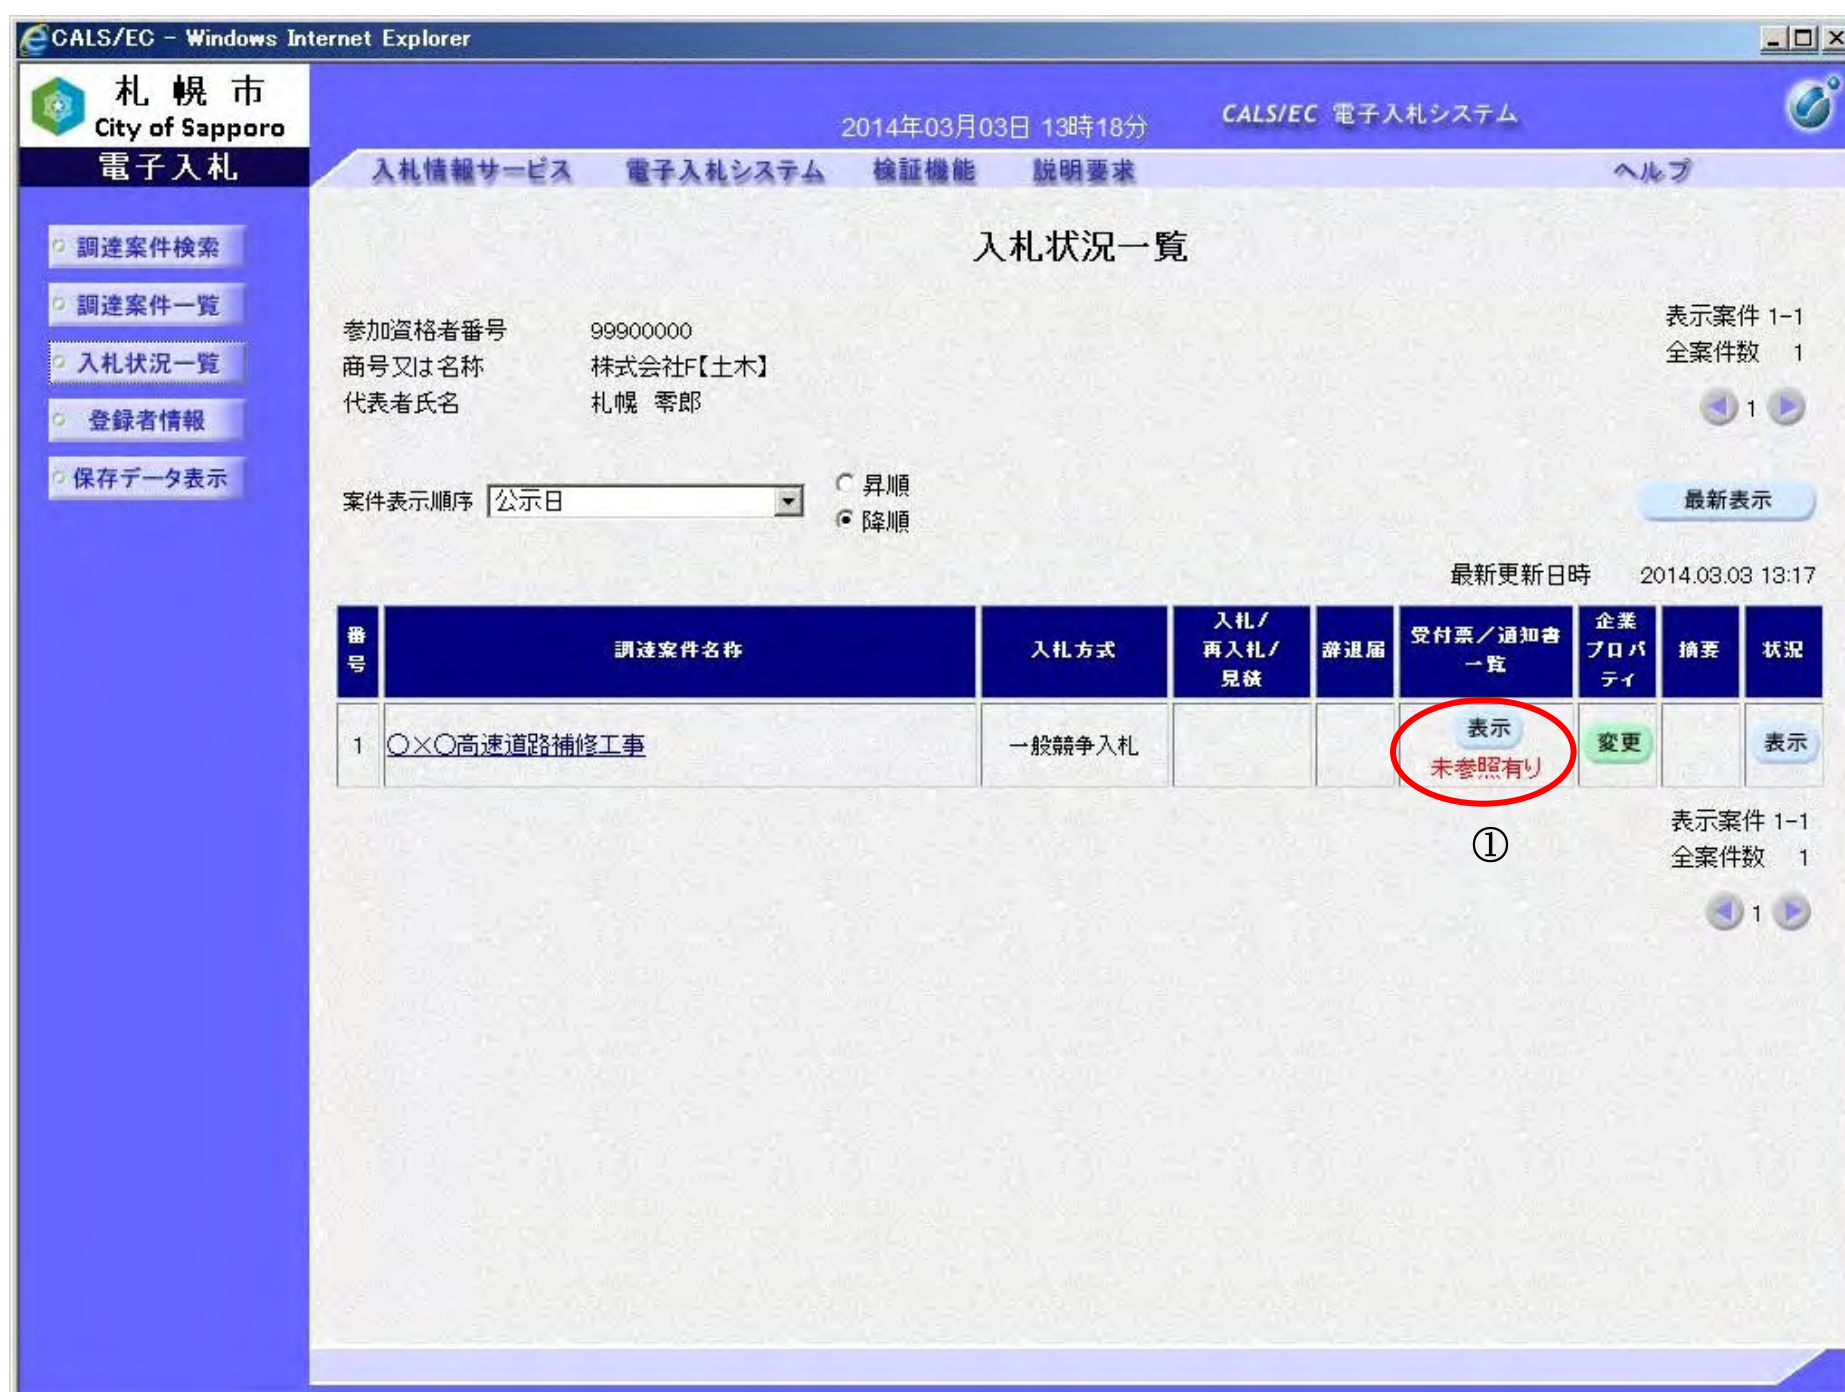 CALS/EC - Windows Internet Explorer
札幌市
City of Sapporo
2014年03月03日 13時18分
CALS/EC 電子入札システム
電子入札
入札情報サービス 電子入札システム 検証機能 説明要求 ヘルプ
調達案件検索
調達案件一覧
入札状況一覧
登録者情報
保存データ表示
入札状況一覧
表示案件 1-1
全案件数 1
1
参加資格者番号 99900000
商号又は名称 株式会社F【土木】
代表者氏名 札幌 零郎
案件表示順序 公示日
昇順
降順
最新表示
最新更新日時 2014.03.03 13:17
番号 調達案件名称 入札方式 入札/再入札/見積 辞退届 受付票/通知書一覧 企業プロパティ 摘要 状況
1 ○×○高速道路補修工事 一般競争入札 表示 未参照有り 変更 表示
①
表示案件 1-1
全案件数 1
1